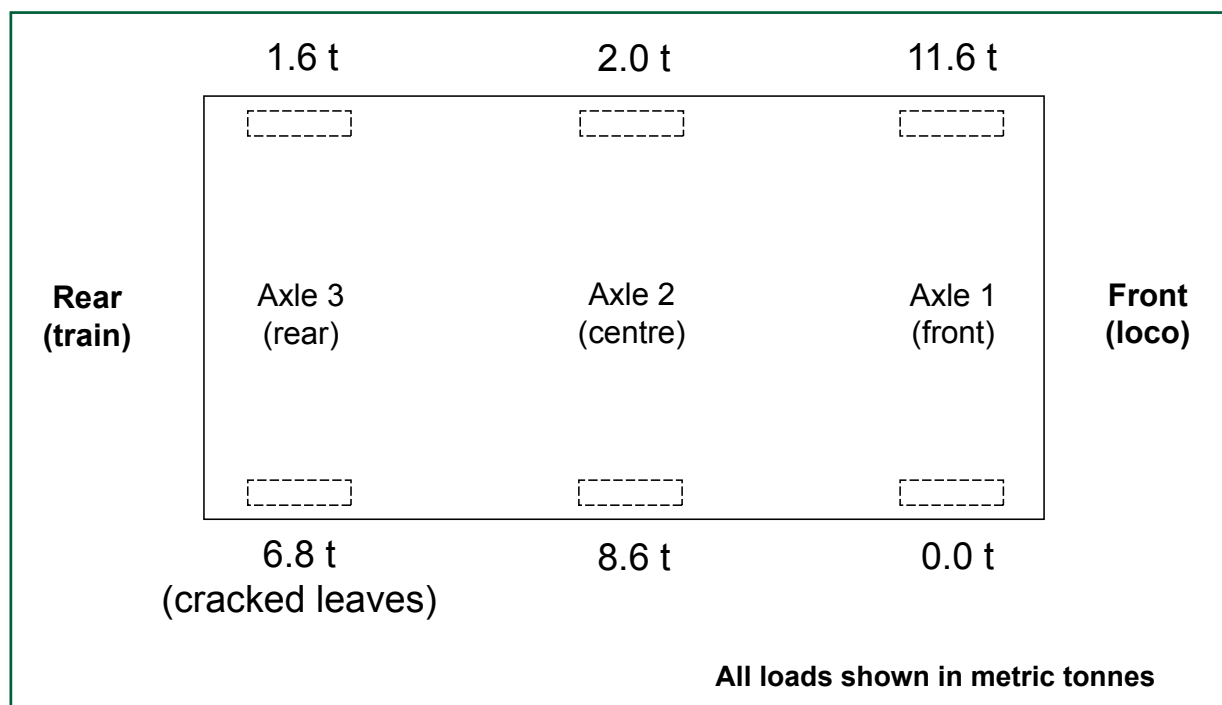 1.6 t
2.0 t
11.6 t
Rear
(train)
Axle 3
(rear)
Axle 2
(centre)
Axle 1
(front)
Front
(loco)
6.8 t
(cracked leaves)
8.6 t
0.0 t
All loads shown in metric tonnes